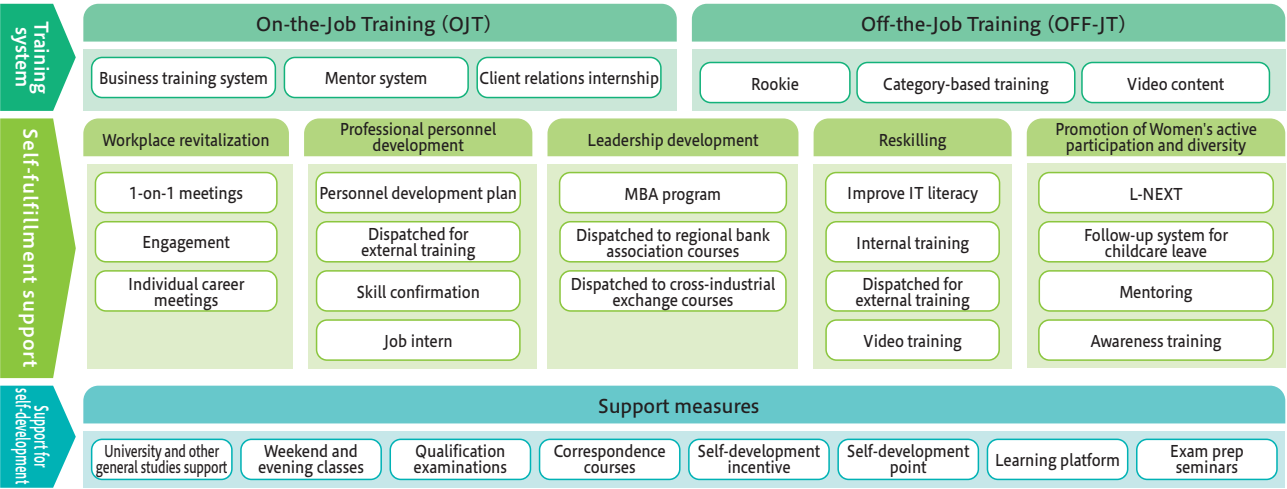 Training
system
On-the-Job Training (OJT)
Business training system
Mentor system
Client relations internship
Off-the-Job Training (OFF-JT)
Rookie
Category-based training
Video content
Self-fulfillment support
Workplace revitalization
1-on-1 meetings
Engagement
Individual career
meetings
Professional personnel
development
Personnel development plan
Dispatched for
external training
Skill confirmation
Job intern
Leadership development
MBA program
Dispatched to regional bank
association courses
Dispatched to cross-industrial
exchange courses
Reskilling
Improve IT literacy
Internal training
Dispatched for
external training
Video training
Promotion of Women's active
participation and diversity
L-NEXT
Follow-up system for
childcare leave
Mentoring
Awareness training
Support for
self-development
Support measures
University and other
general studies support
Weekend and
evening classes
Qualification
examinations
Correspondence
courses
Self-development
incentive
Self-development
point
Learning platform
Exam prep
seminars